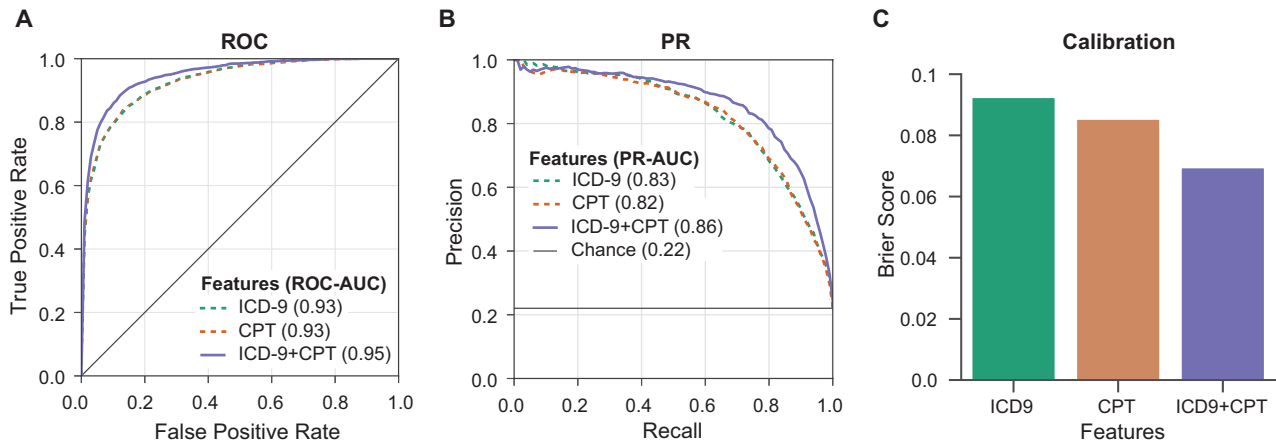 A
ROC
True Positive Rate
1.0
0.8
0.6
0.4
0.2
0.0
Features (ROC-AUC)
ICD-9 (0.93)
CPT (0.93)
ICD-9+CPT (0.95)
0.0 0.2 0.4 0.6 0.8 1.0
False Positive Rate
B
PR
Precision
1.0
0.8
0.6
0.4
0.2
0.0
Features (PR-AUC)
ICD-9 (0.83)
CPT (0.82)
ICD-9+CPT (0.86)
Chance (0.22)
0.0 0.2 0.4 0.6 0.8 1.0
Recall
C
Calibration
Brier Score
0.1
0.08
0.06
0.04
0.02
0.00
ICD9 CPT ICD9+CPT
Features